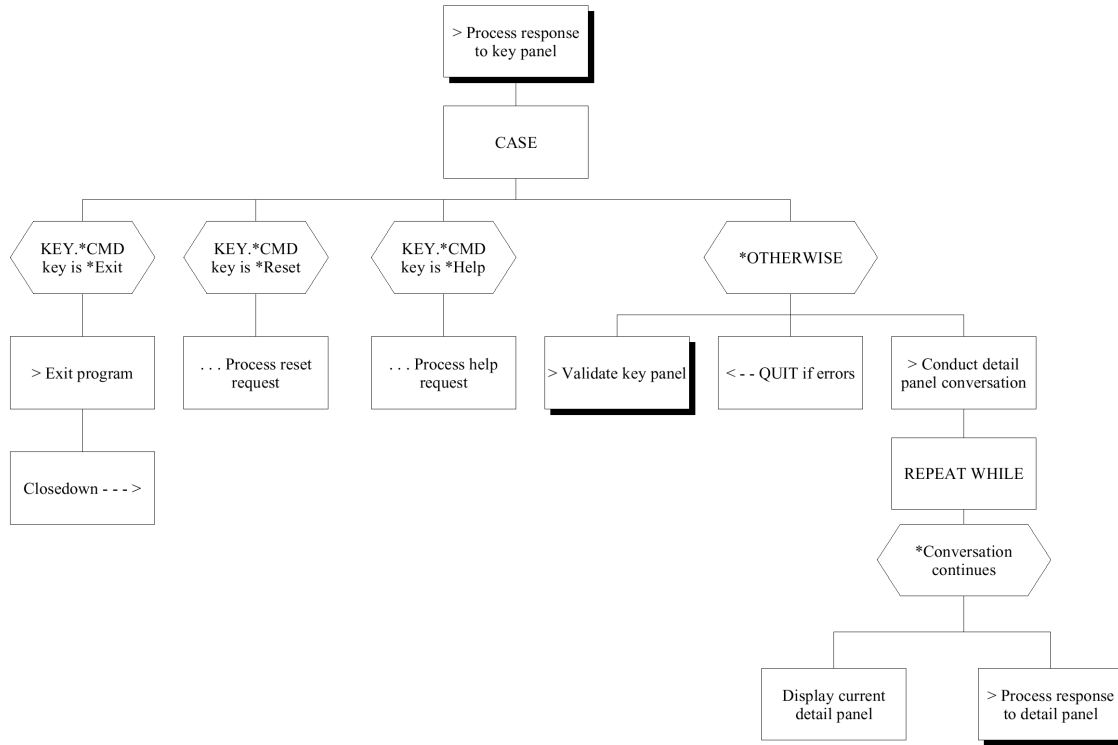 > Process response
to key panel
CASE
KEY.*CMD
key is *Exit
KEY.*CMD
key is *Reset
KEY.*CMD
key is *Help
*OTHERWISE
> Exit program
. . . Process reset
request
. . . Process help
request
> Validate key panel
< - - QUIT if errors
> Conduct detail
panel conversation
Closedown - - - >
REPEAT WHILE
*Conversation
continues
Display current
detail panel
> Process response
to detail panel